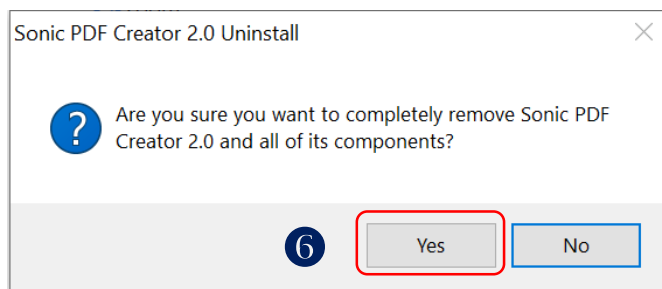 Sonic PDF Creator 2.0 Uninstall
Are you sure you want to completely remove Sonic PDF
Creator 2.0 and all of its components?
6 Yes No